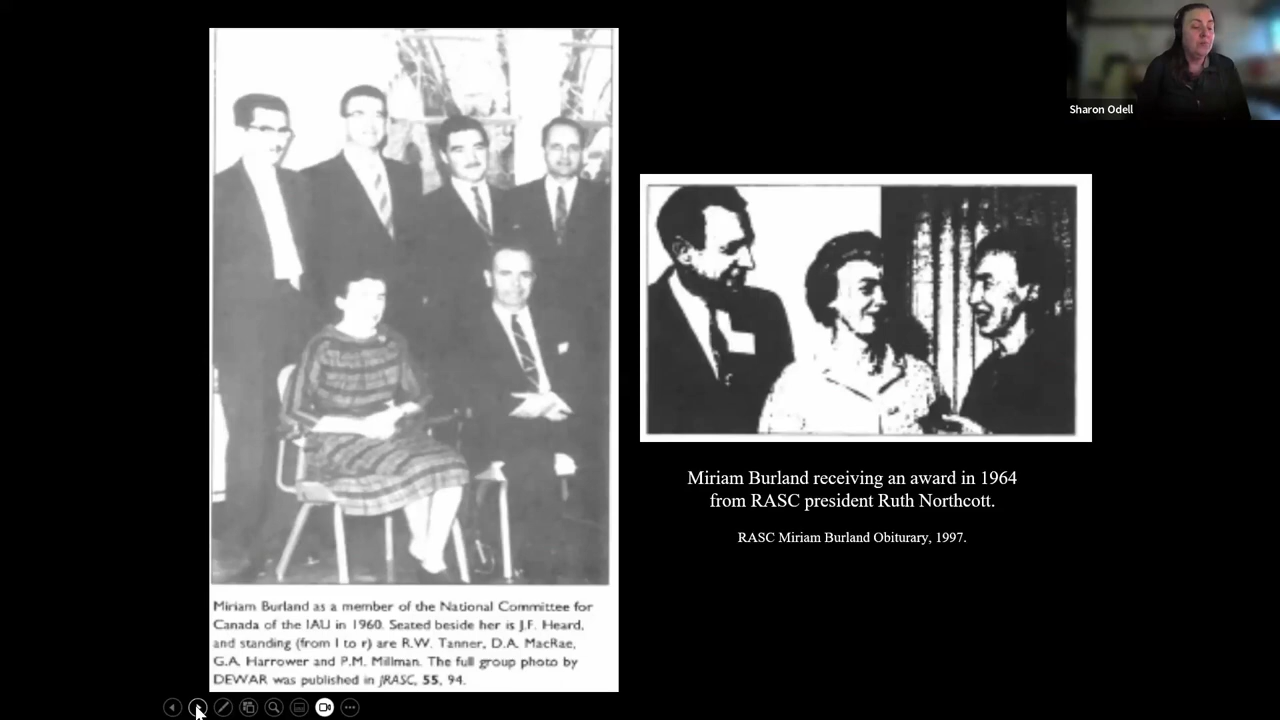 Sharon Odell
Miriam Burland receiving an award in 1964
from RASC president Ruth Northcott.
RASC Miriam Burland Obiturary, 1997.
Miriam Burland as a member of the National Committee for
Canada of the IAU in 1960. Seated beside her is J.F. Heard,
and standing (from l to r) are R.W. Tanner, D.A. MacRae,
G.A. Harrower and P.M. Millman. The full group photo by
DEWAR was published in JRASC, 55, 94.